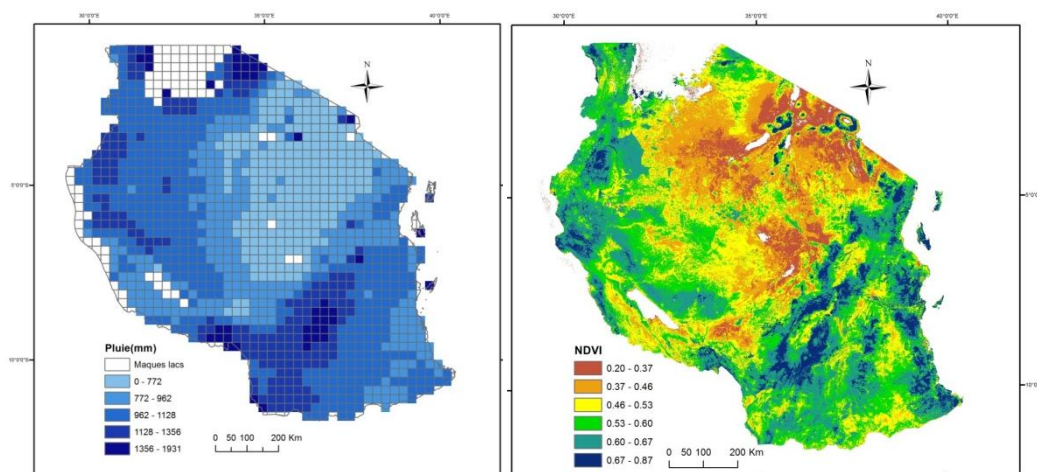 30°0'0"E 35°0'0"E 40°0'0"E
N
5°0'0"S
10°0'0"S
Pluie(mm)
Maques lacs
0 - 772
772 - 962
962 - 1128
1128 - 1356
1356 - 1931
0 50 100 200 Km
30°0'0"E 35°0'0"E 40°0'0"E
N
5°0'0"S
NDVI
0.20 - 0.37
0.37 - 0.46
0.46 - 0.53
0.53 - 0.60
0.60 - 0.67
0.67 - 0.87
0 50 100 200 Km